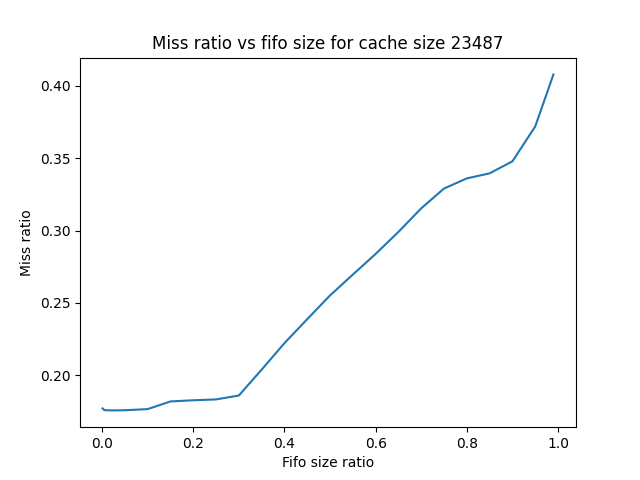 Miss ratio vs fifo size for cache size 23487
0.40
0.35
0.30
0.25
0.20
Miss ratio
0.0 0.2 0.4 0.6 0.8 1.0
Fifo size ratio